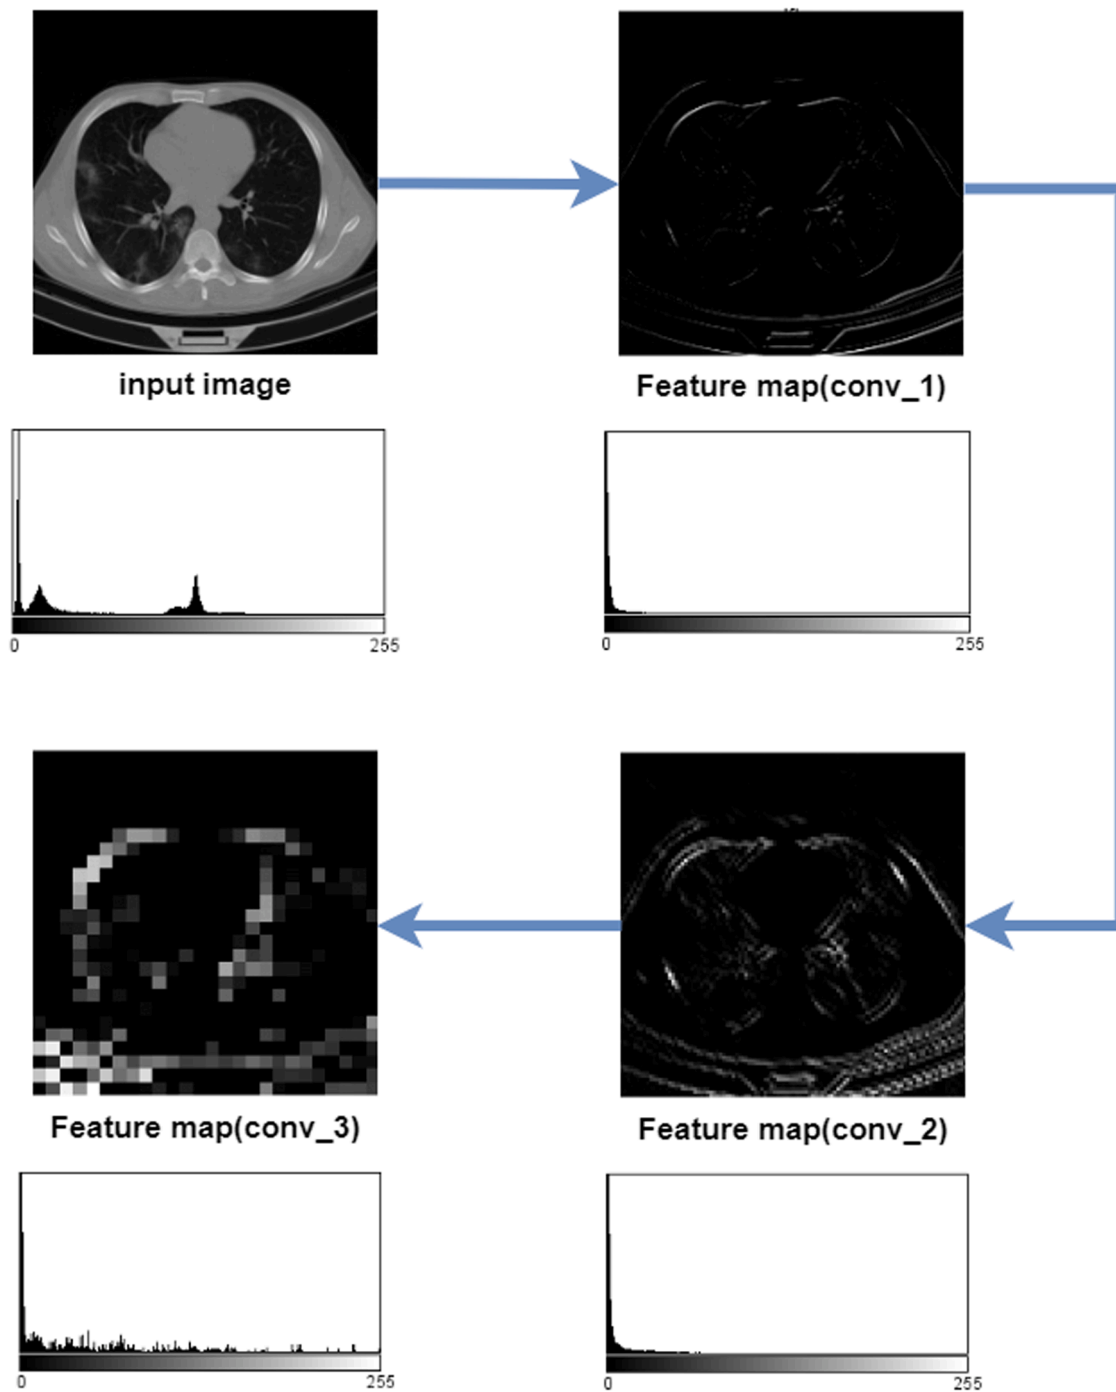 input image
Feature map(conv_1)
0 255
0 255
Feature map(conv_3)
Feature map(conv_2)
0 255
0 255